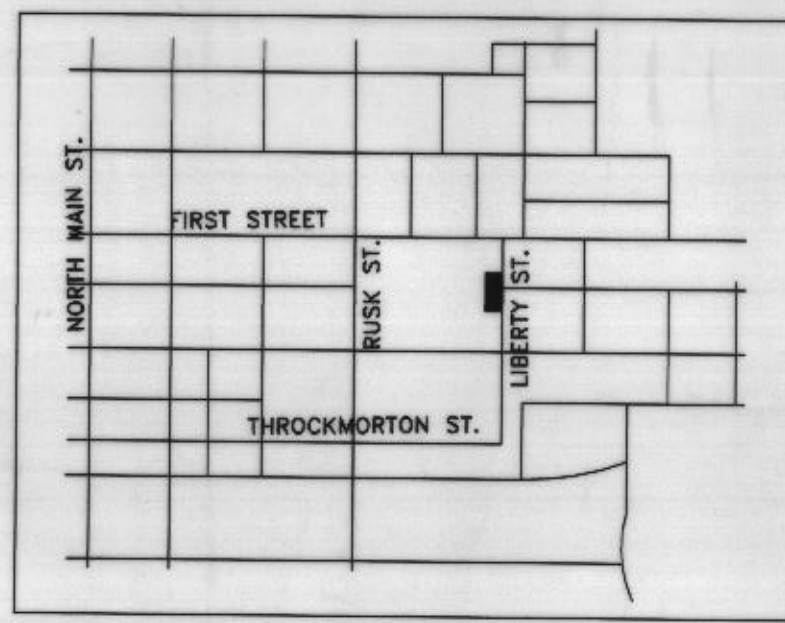 NORTH MAIN ST.
FIRST STREET
RUSK ST.
LIBERTY ST.
THROCKMORTON ST.